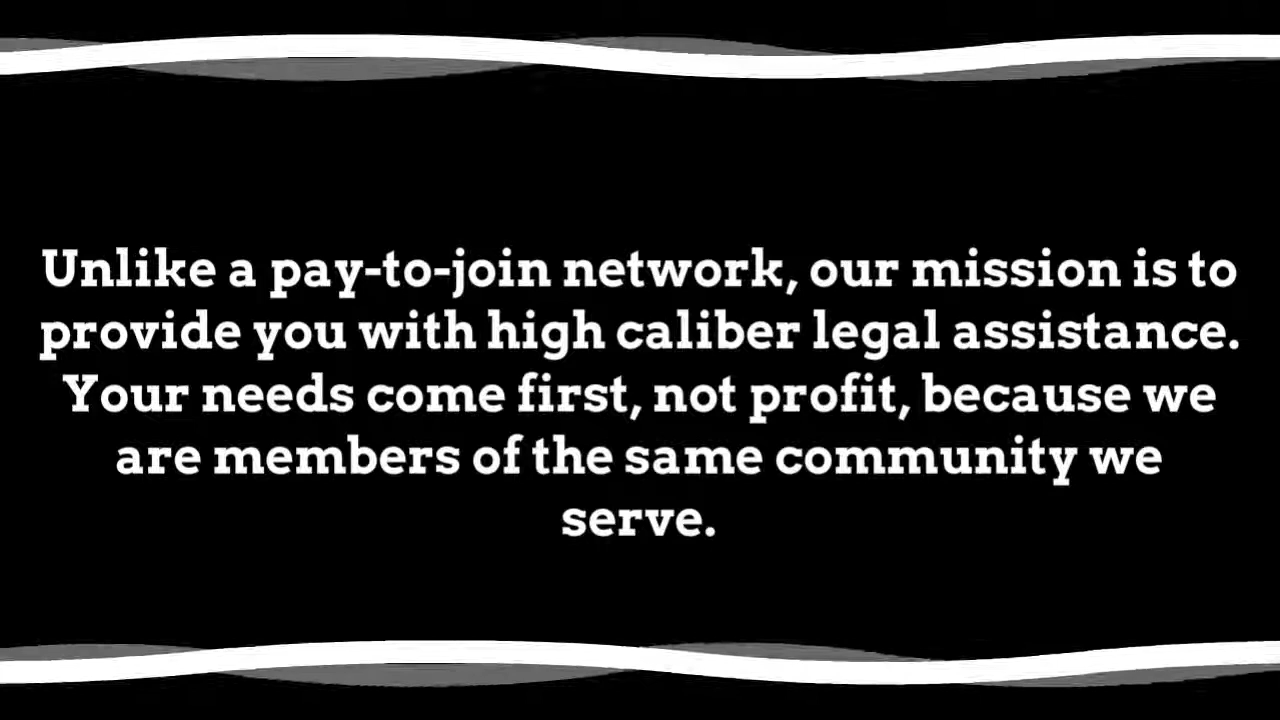 Unlike a pay-to-join network, our mission is to
provide you with high caliber legal assistance.
Your needs come first, not profit, because we
are members of the same community we
serve.